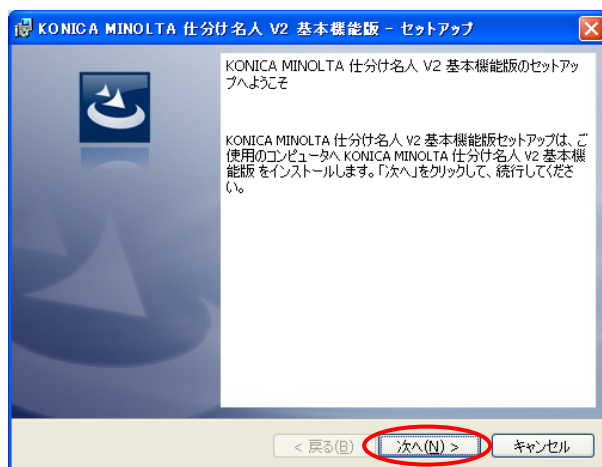 KONICA MINOLTA 仕分け名人 V2 基本機能版 - セットアップ
KONICA MINOLTA 仕分け名人 V2 基本機能版のセットアッ
プへようこそ
KONICA MINOLTA 仕分け名人 V2 基本機能版セットアップは、ご
使用のコンピュータへ KONICA MINOLTA 仕分け名人 V2 基本機
能版 をインストールします。「次へ」をクリックして、続行してくださ
い。
< 戻る(B)
次へ(N) >
キャンセル